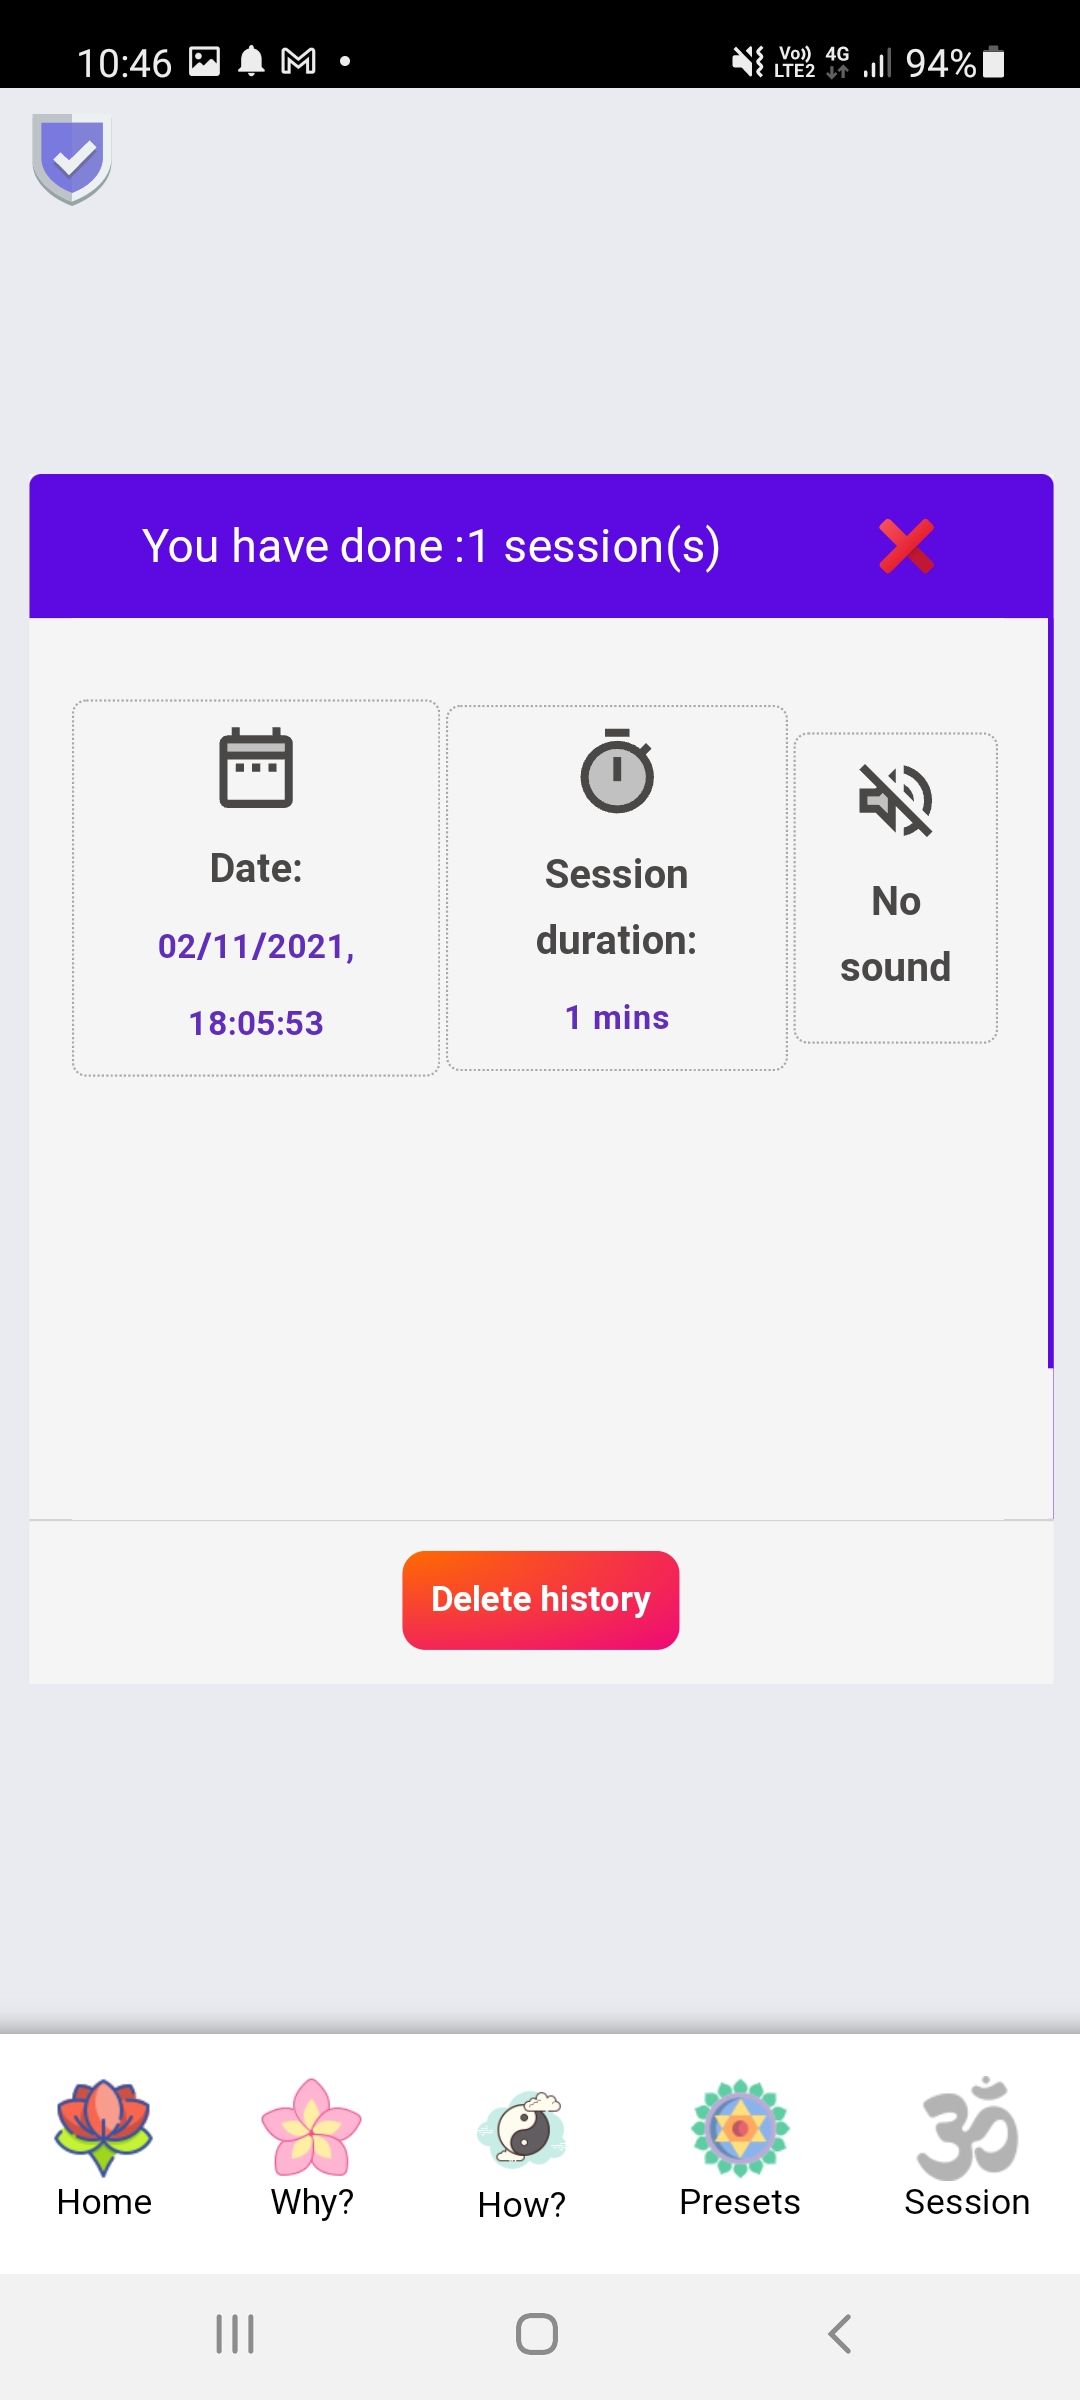 10:46
Vo)) 4G 94%
LTE2
You have done :1 session(s)
Date:
02/11/2021,
18:05:53
Session
duration:
1 mins
No
sound
Delete history
Home Why? How? Presets Session